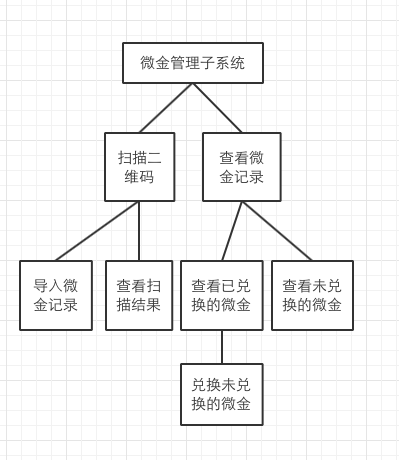 微金管理子系统
扫描二
维码
查看微
金记录
导入微
金记录
查看扫
描结果
查看已兑
换的微金
查看未兑
换的微金
兑换未兑
换的微金